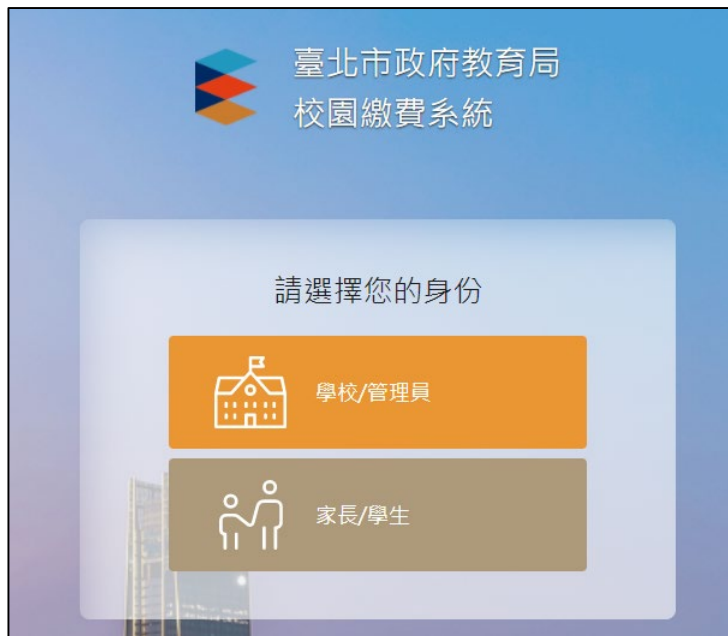 臺北市政府教育局
校園繳費系統
請選擇您的身份
學校/管理員
家長/學生